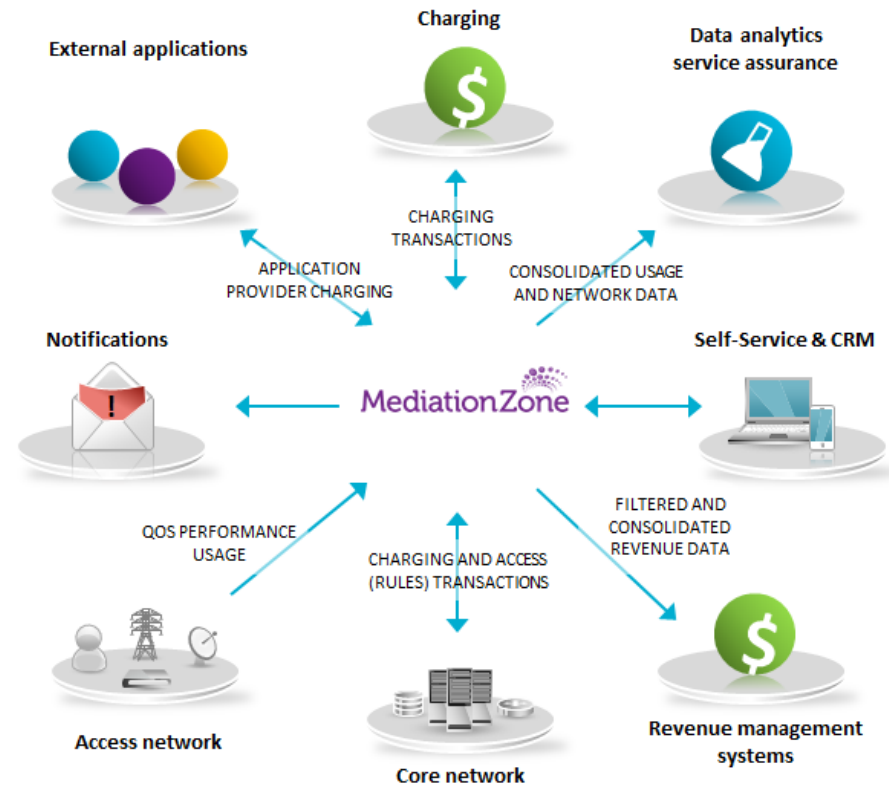 Charging
External applications
Data analytics
service assurance
CHARGING
TRANSACTIONS
APPLICATION
PROVIDER CHARGING
CONSOLIDATED USAGE
AND NETWORK DATA
Notifications
Self-Service & CRM
!
MediationZone
QOS PERFORMANCE
USAGE
CHARGING AND ACCESS
(RULES) TRANSACTIONS
FILTERED AND
CONSOLIDATED
REVENUE DATA
Access network
Core network
Revenue management
systems
$
$